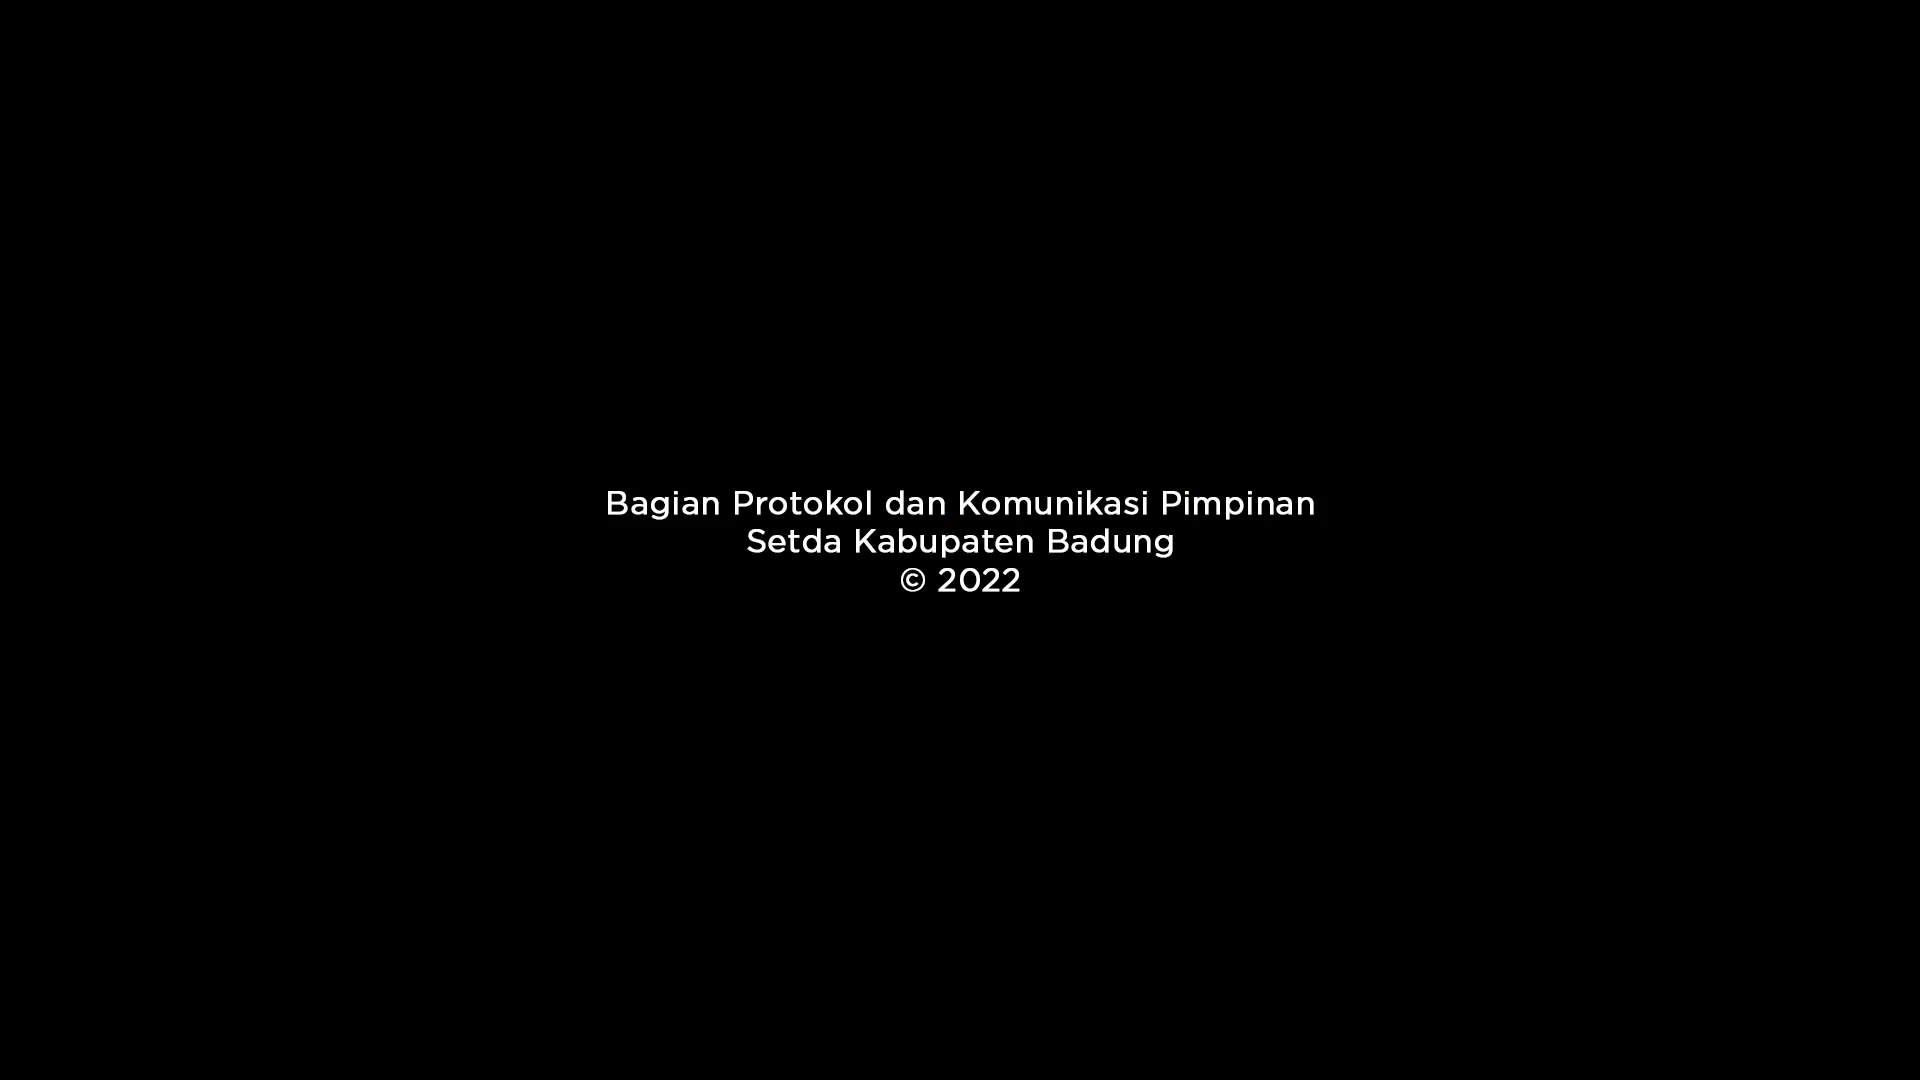 Bagian Protokol dan Komunikasi Pimpinan
Setda Kabupaten Badung
© 2022